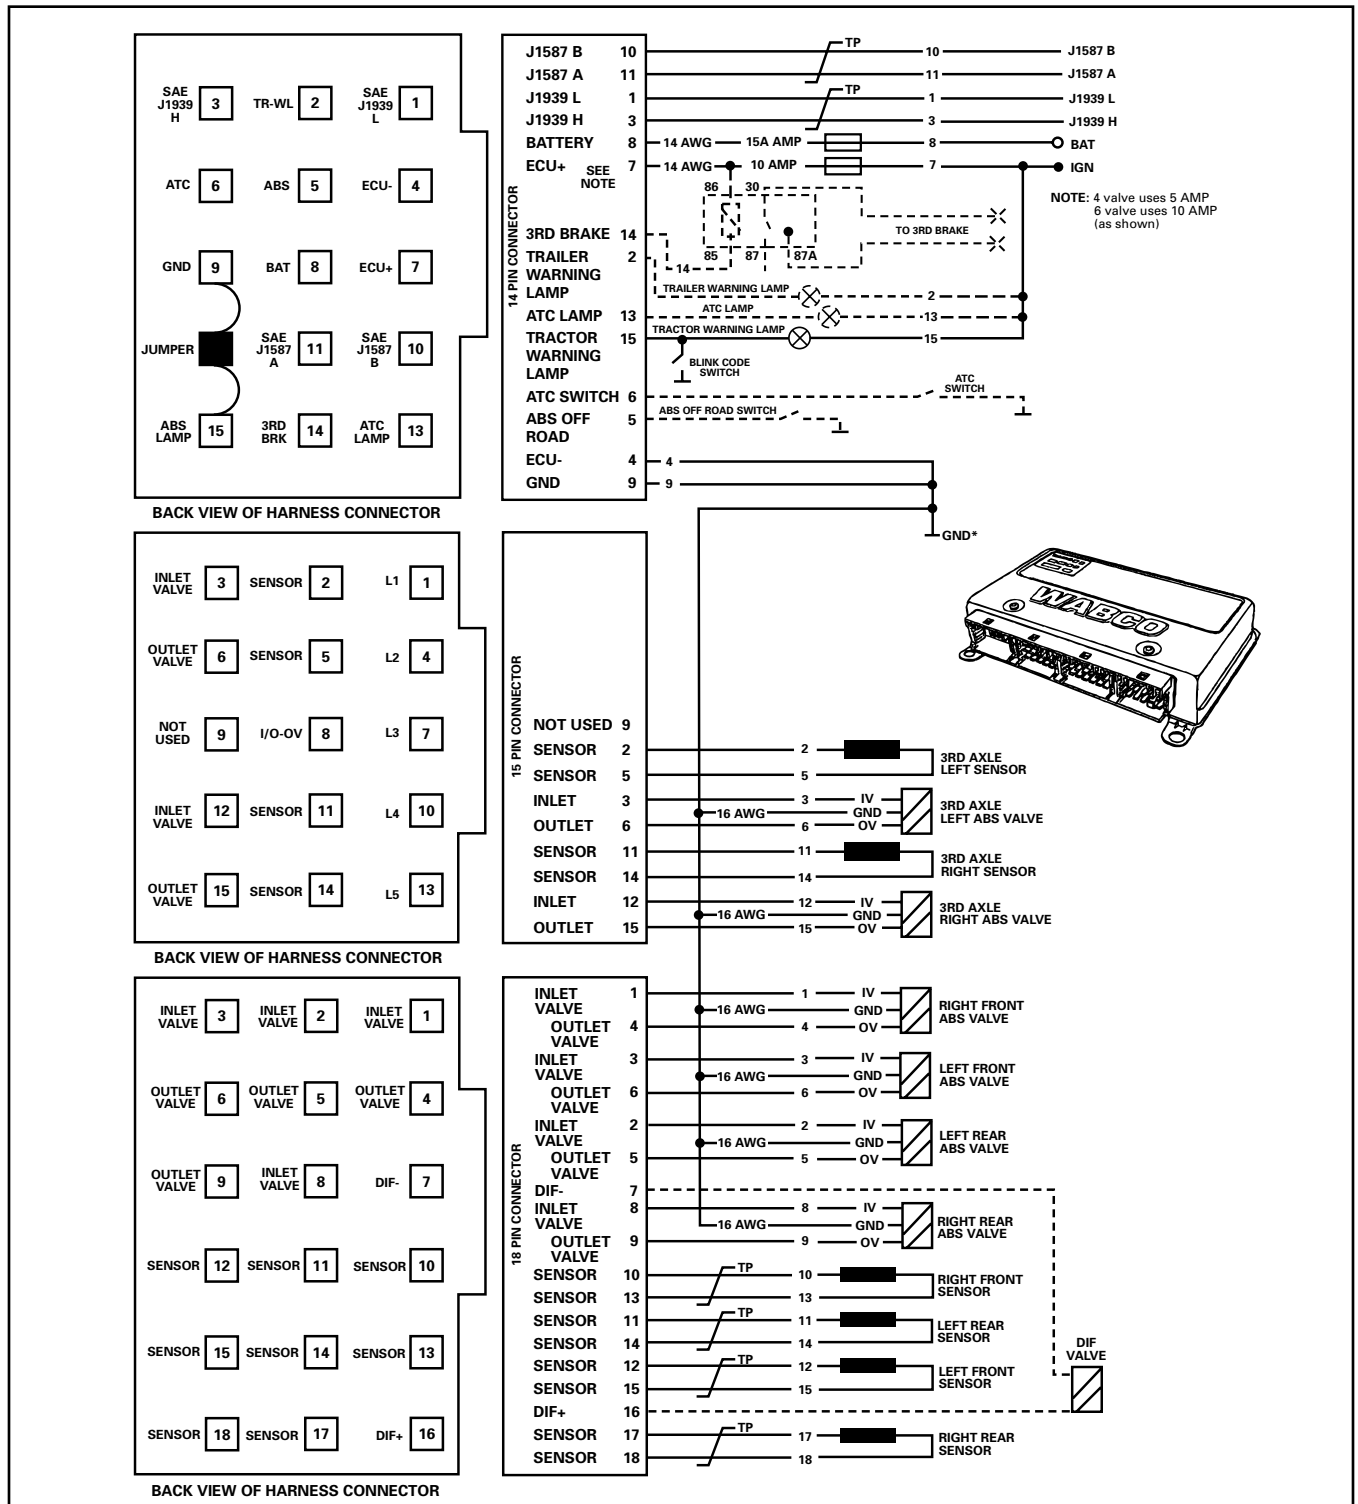 SAE J1939 H 3 TR-WL 2 SAE J1939 L 1
ATC 6 ABS 5 ECU- 4
GND 9 BAT 8 ECU+ 7
JUMPER SAE J1587 A 11 SAE J1587 B 10
ABS LAMP 15 3RD BRK 14 ATC LAMP 13
BACK VIEW OF HARNESS CONNECTOR
14 PIN CONNECTOR
J1587 B 10 TP 10 J1587 B
J1587 A 11 11 J1587 A
J1939 L 1 TP 1 J1939 L
J1939 H 3 3 J1939 H
BATTERY 8 14 AWG 15A AMP 8 BAT
ECU+ SEE NOTE 7 14 AWG 10 AMP 7 IGN
NOTE: 4 valve uses 5 AMP
6 valve uses 10 AMP
(as shown)
86 30
3RD BRAKE 14 TO 3RD BRAKE
85 87 87A
14
TRAILER WARNING LAMP 2 TRAILER WARNING LAMP 2
ATC LAMP 13 ATC LAMP 13
TRACTOR WARNING LAMP 15 TRACTOR WARNING LAMP 15
BLINK CODE SWITCH
ATC SWITCH 6 ATC SWITCH
ABS OFF ROAD 5 ABS OFF ROAD SWITCH
ECU- 4 4
GND 9 9
GND*
WABCO
INLET VALVE 3 SENSOR 2 L1 1
OUTLET VALVE 6 SENSOR 5 L2 4
NOT USED 9 I/O-OV 8 L3 7
INLET VALVE 12 SENSOR 11 L4 10
OUTLET VALVE 15 SENSOR 14 L5 13
BACK VIEW OF HARNESS CONNECTOR
15 PIN CONNECTOR
NOT USED 9
SENSOR 2 2 3RD AXLE LEFT SENSOR
SENSOR 5 5
INLET 3 3 IV 3RD AXLE LEFT ABS VALVE
16 AWG GND
OUTLET 6 6 OV
SENSOR 11 11 3RD AXLE RIGHT SENSOR
SENSOR 14 14
INLET 12 12 IV 3RD AXLE RIGHT ABS VALVE
16 AWG GND
OUTLET 15 15 OV
INLET VALVE 3 INLET VALVE 2 INLET VALVE 1
OUTLET VALVE 6 OUTLET VALVE 5 OUTLET VALVE 4
OUTLET VALVE 9 INLET VALVE 8 DIF- 7
SENSOR 12 SENSOR 11 SENSOR 10
SENSOR 15 SENSOR 14 SENSOR 13
SENSOR 18 SENSOR 17 DIF+ 16
BACK VIEW OF HARNESS CONNECTOR
18 PIN CONNECTOR
INLET VALVE 1 1 IV RIGHT FRONT ABS VALVE
16 AWG GND
OUTLET VALVE 4 4 OV
INLET VALVE 3 3 IV LEFT FRONT ABS VALVE
16 AWG GND
OUTLET VALVE 6 6 OV
INLET VALVE 2 2 IV LEFT REAR ABS VALVE
16 AWG GND
OUTLET VALVE 5 5 OV
DIF- 7
INLET VALVE 8 8 IV RIGHT REAR ABS VALVE
16 AWG GND
OUTLET VALVE 9 9 OV
SENSOR 10 TP 10 RIGHT FRONT SENSOR
SENSOR 13 13
SENSOR 11 TP 11 LEFT REAR SENSOR
SENSOR 14 14
DIF VALVE
SENSOR 12 TP 12 LEFT FRONT SENSOR
SENSOR 15 15
DIF+ 16
SENSOR 17 TP 17 RIGHT REAR SENSOR
SENSOR 18 18